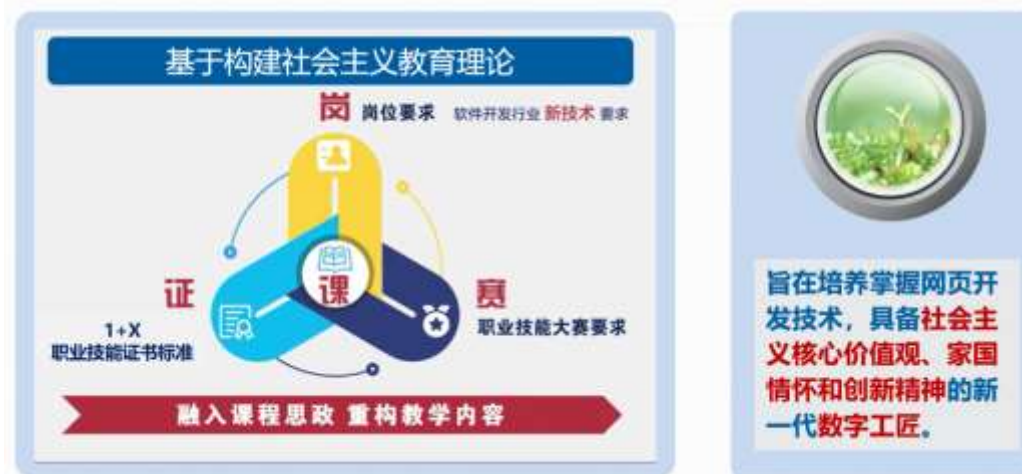 基于构建社会主义教育理论
岗 岗位要求 软件开发行业 新技术 要求
课
证
1+X
职业技能证书标准
赛
职业技能大赛要求
融入课程思政 重构教学内容
旨在培养掌握网页开
发技术，具备社会主
义核心价值观、家国
情怀和创新精神的新
一代数字工匠。